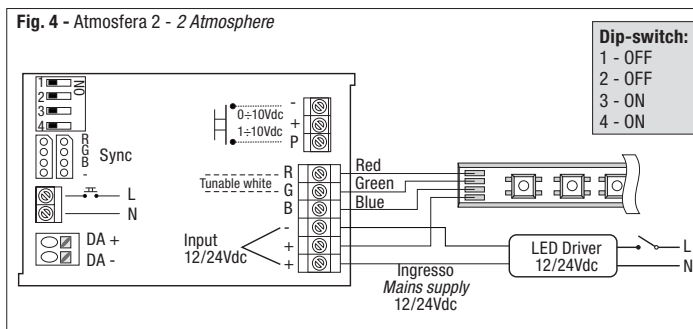 Fig. 4 - Atmosfera 2 - 2 Atmosphere
Dip-switch:
1 - OFF
2 - OFF
3 - ON
4 - ON
1
2
3
4
ON
R
G
B
-
Sync
L
N
DA +
DA -
0÷10Vdc
1÷10Vdc
-
+
P
Tunable white
R
G
B
-
+
+
Input
12/24Vdc
Red
Green
Blue
Ingresso
Mains supply
12/24Vdc
LED Driver
12/24Vdc
L
N